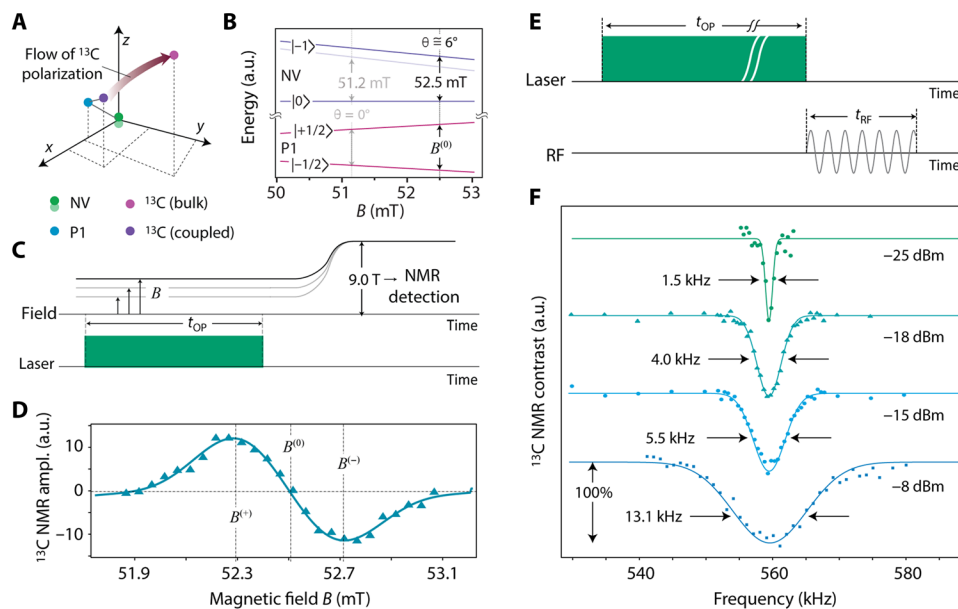 A
z
Flow of ¹³C
polarization
x
y
NV
¹³C (bulk)
P1
¹³C (coupled)
B
Energy (a.u.)
|−1⟩
θ ≅ 6°
NV
51.2 mT
52.5 mT
|0⟩
θ = 0°
|+1/2⟩
P1
B⁽⁰⁾
|−1/2⟩
50 51 52 53
B (mT)
C
B
9.0 T → NMR
detection
Field
Time
t_OP
Laser
Time
D
¹³C NMR ampl. (a.u.)
10
0
−10
B⁽⁰⁾
B⁽⁻⁾
B⁽⁺⁾
51.9 52.3 52.7 53.1
Magnetic field B (mT)
E
t_OP
Laser
Time
t_RF
RF
Time
F
¹³C NMR contrast (a.u.)
−25 dBm
1.5 kHz
−18 dBm
4.0 kHz
−15 dBm
5.5 kHz
−8 dBm
100%
13.1 kHz
540 560 580
Frequency (kHz)